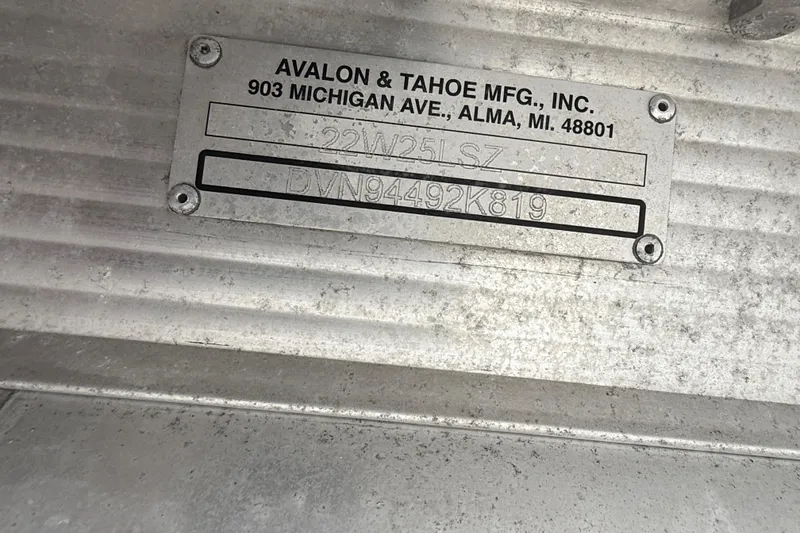 AVALON & TAHOE MFG., INC.
903 MICHIGAN AVE., ALMA, MI. 48801
22W25LSZ
DVN94492K819